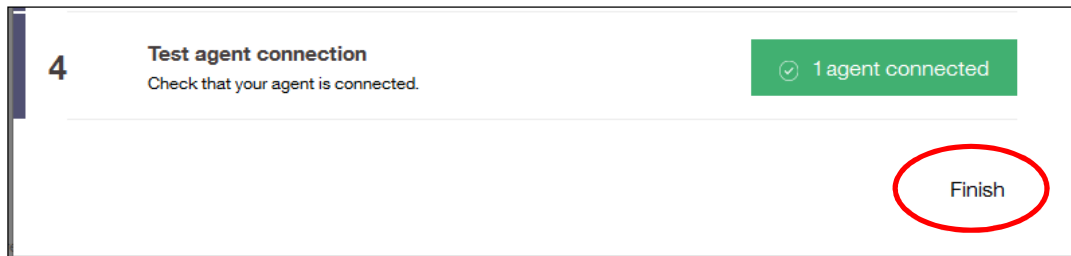 4
Test agent connection
Check that your agent is connected.
1 agent connected
Finish